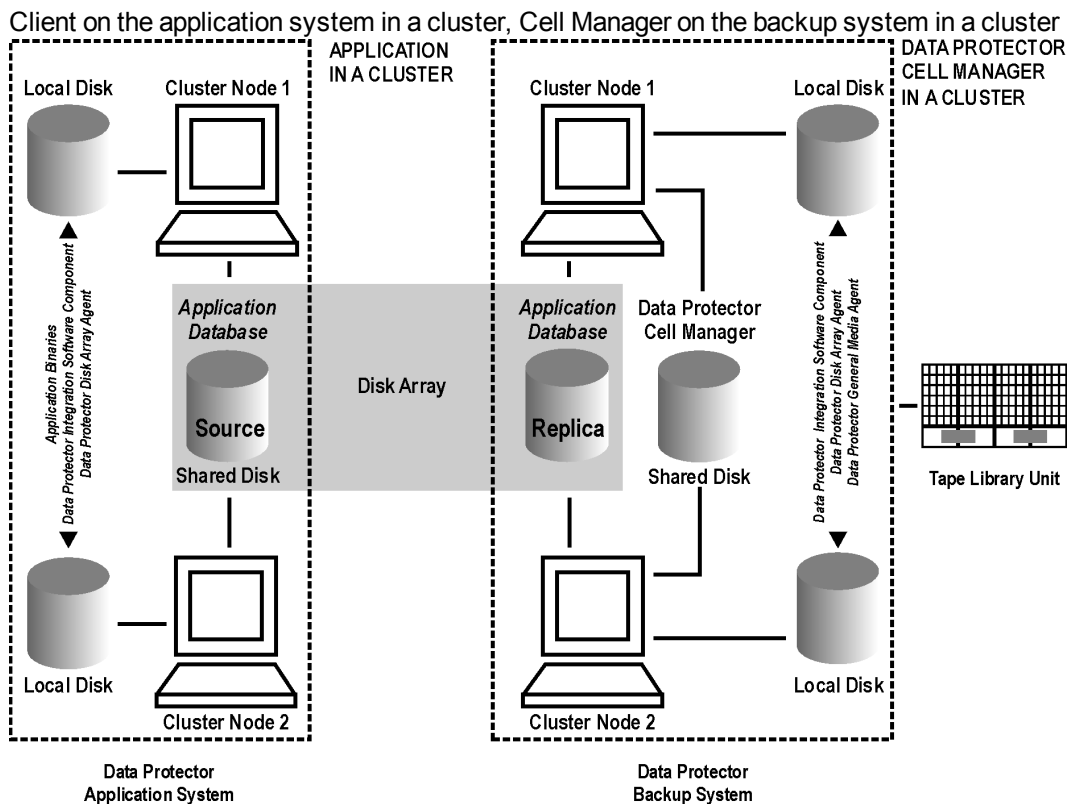 Client on the application system in a cluster, Cell Manager on the backup system in a cluster
APPLICATION
IN A CLUSTER
DATA PROTECTOR
CELL MANAGER
IN A CLUSTER
Local Disk
Cluster Node 1
Cluster Node 1
Local Disk
Application Binaries
Data Protector Integration Software Component
Data Protector Disk Array Agent
Application
Database
Source
Shared Disk
Disk Array
Application
Database
Replica
Data Protector
Cell Manager
Shared Disk
Data Protector Integration Software Component
Data Protector Disk Array Agent
Data Protector General Media Agent
Tape Library Unit
Local Disk
Cluster Node 2
Cluster Node 2
Local Disk
Data Protector
Application System
Data Protector
Backup System